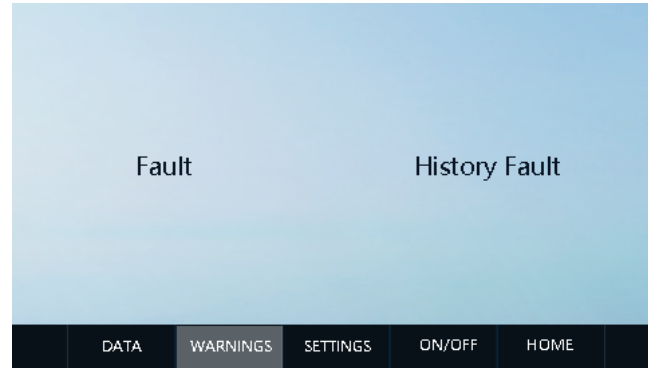 Fault
History Fault
DATA
WARNINGS
SETTINGS
ON/OFF
HOME